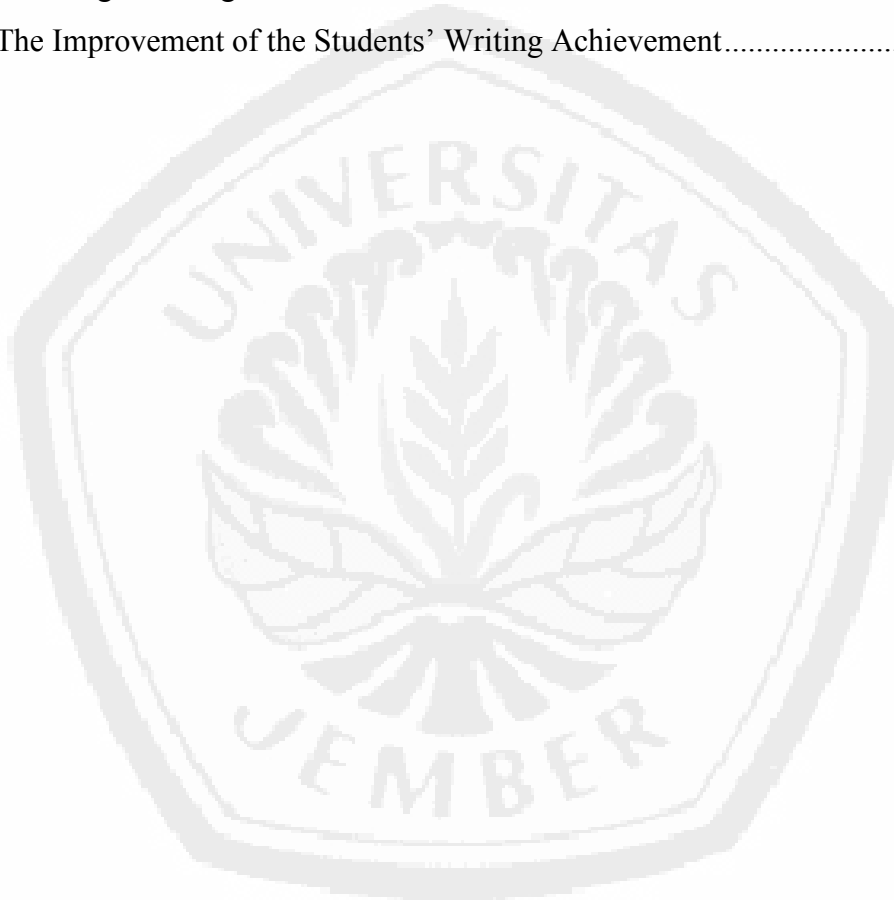 The Improvement of the Students’ Writing Achievement.....................
UNIVERSITAS
JEMBER